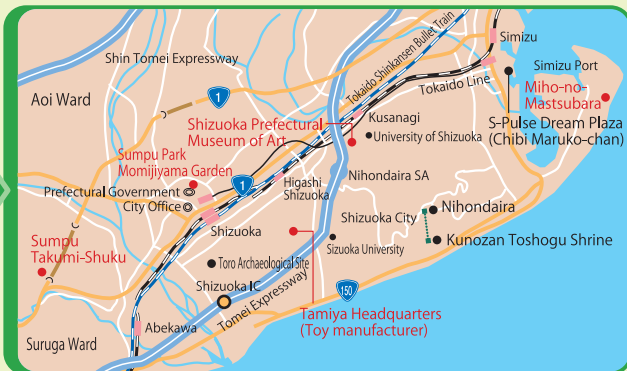 Shin Tomei Expressway
Aoi Ward
1
Tokaido Shinkansen Bullet Train
Tokaido Line
Simizu
Simizu Port
Miho-no-
Mastsubara
S-Pulse Dream Plaza
(Chibi Maruko-chan)
Kusanagi
Shizuoka Prefectural
Museum of Art
University of Shizuoka
Sumpu Park
Momijiyama Garden
Prefectural Government
City Office
1
Higashi
Shizuoka
Nihondaira SA
Shizuoka City
Nihondaira
Kunozan Toshogu Shrine
Shizuoka
Sizuoka University
Sumpu
Takumi-Shuku
Toro Archaeological Site
Shizuoka IC
Tomei Expressway
150
Tamiya Headquarters
(Toy manufacturer)
Abekawa
Suruga Ward